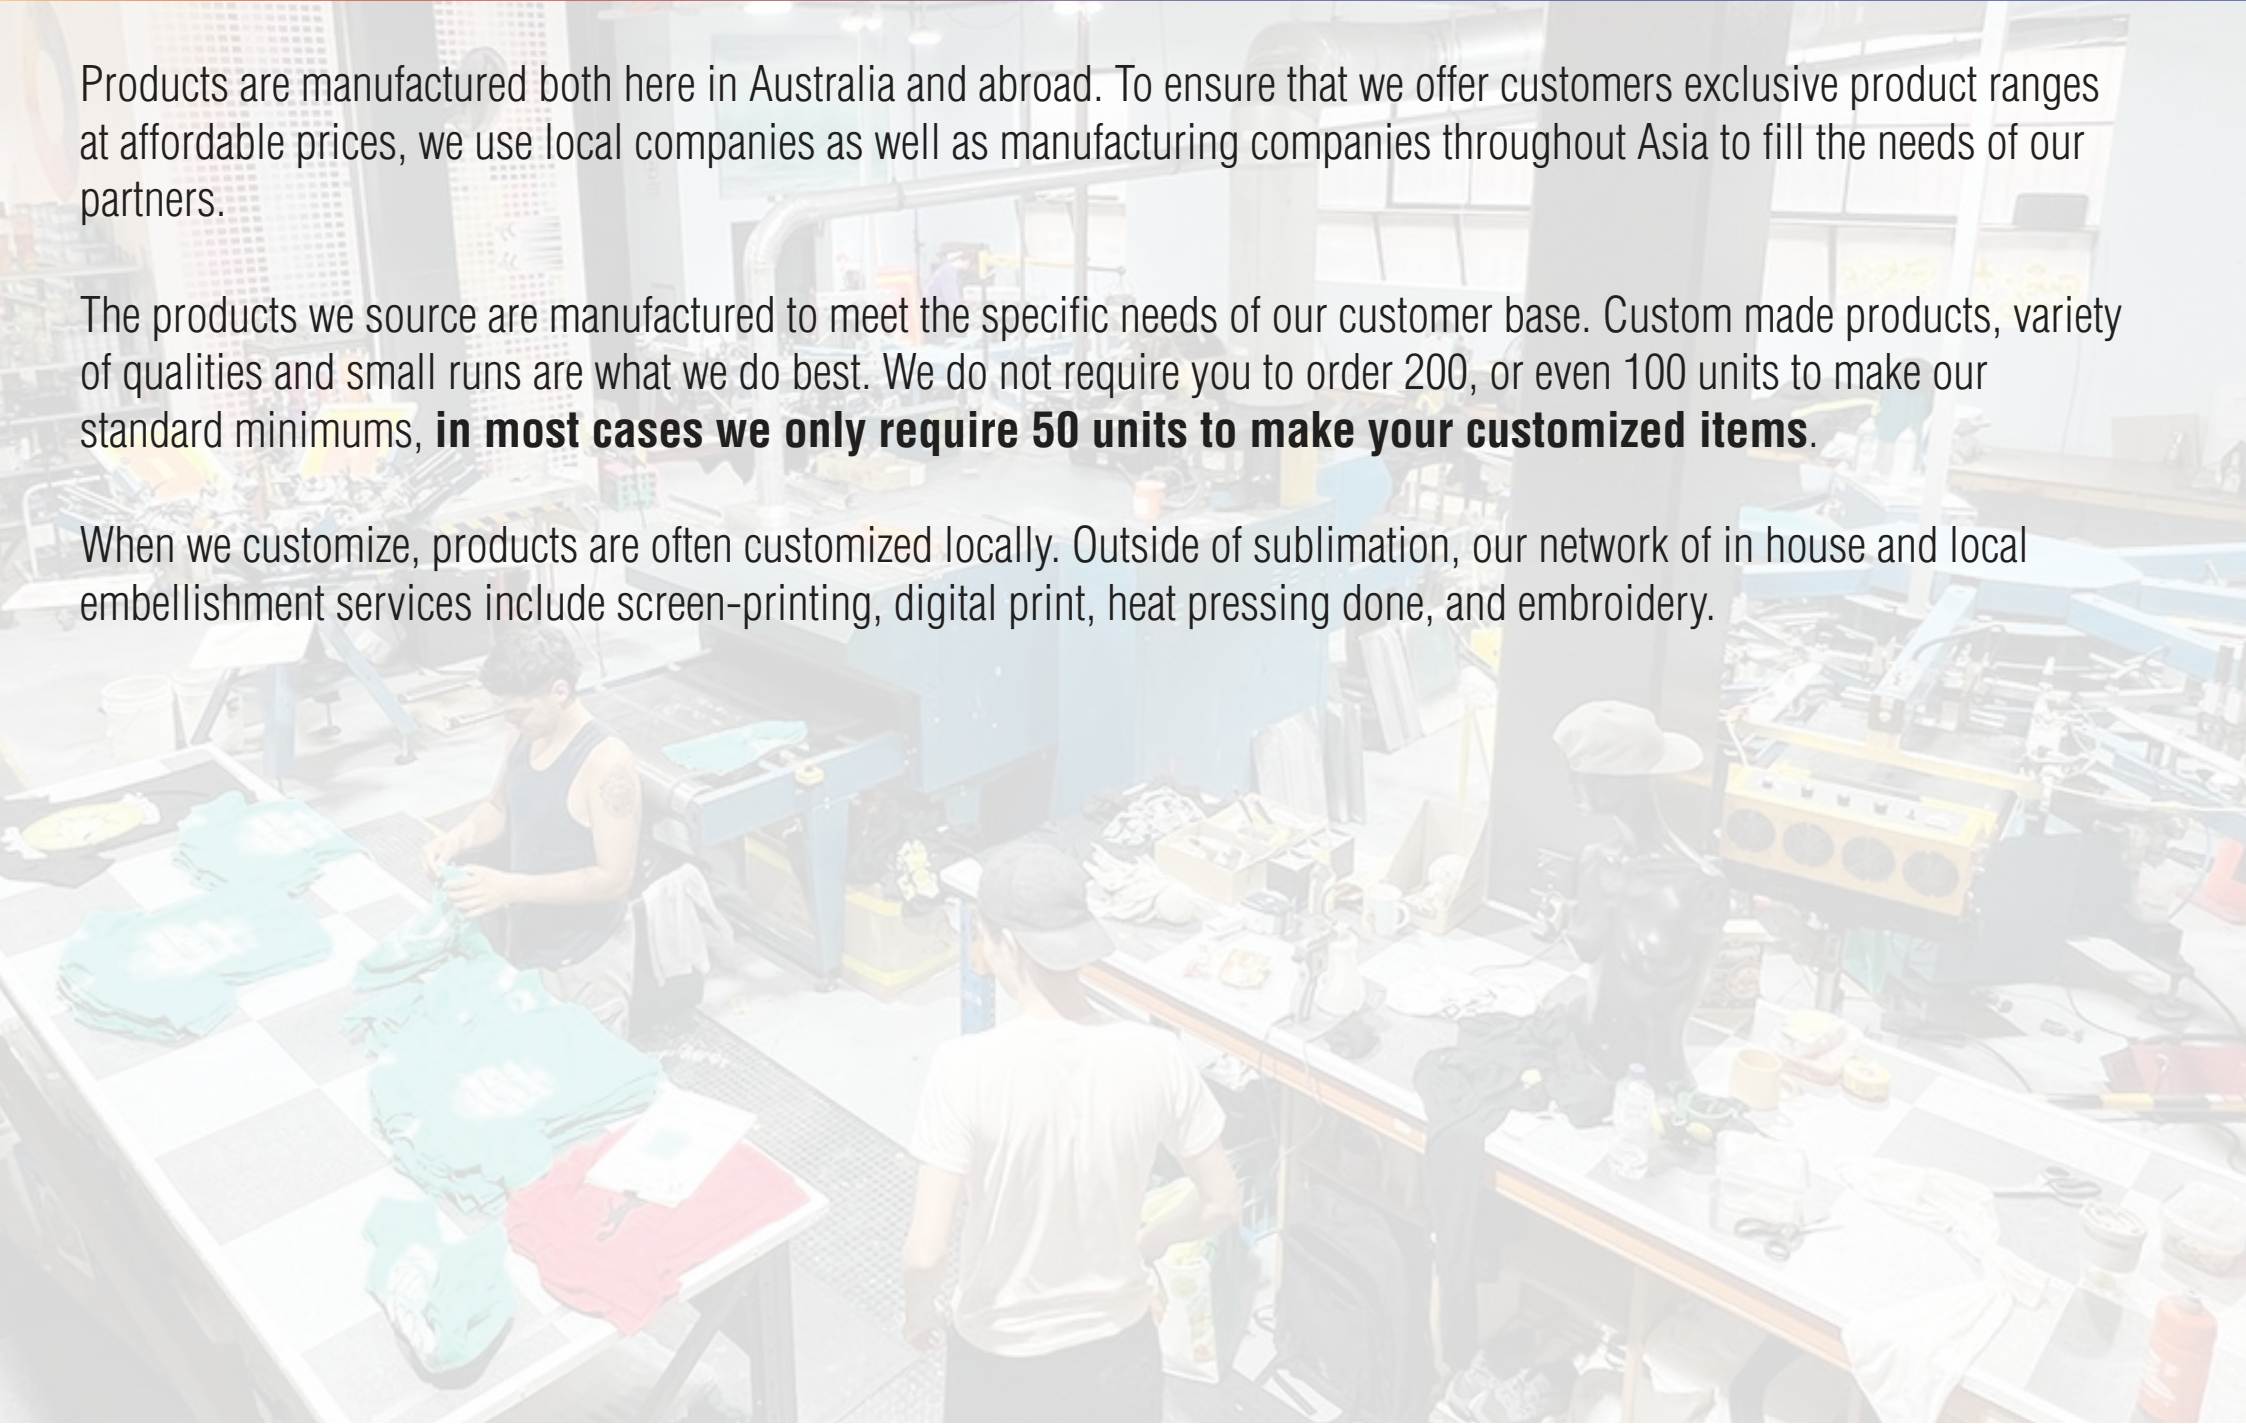 Products are manufactured both here in Australia and abroad. To ensure that we offer customers exclusive product ranges
at affordable prices, we use local companies as well as manufacturing companies throughout Asia to fill the needs of our
partners.
The products we source are manufactured to meet the specific needs of our customer base. Custom made products, variety
of qualities and small runs are what we do best. We do not require you to order 200, or even 100 units to make our
standard minimums, in most cases we only require 50 units to make your customized items.
When we customize, products are often customized locally. Outside of sublimation, our network of in house and local
embellishment services include screen-printing, digital print, heat pressing done, and embroidery.